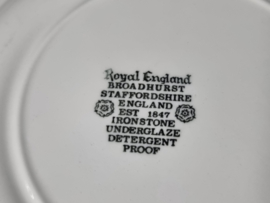 Royal England
BROADHURST
STAFFORDSHIRE
ENGLAND
EST 1847
IRONSTONE
UNDERGLAZE
DETERGENT
PROOF